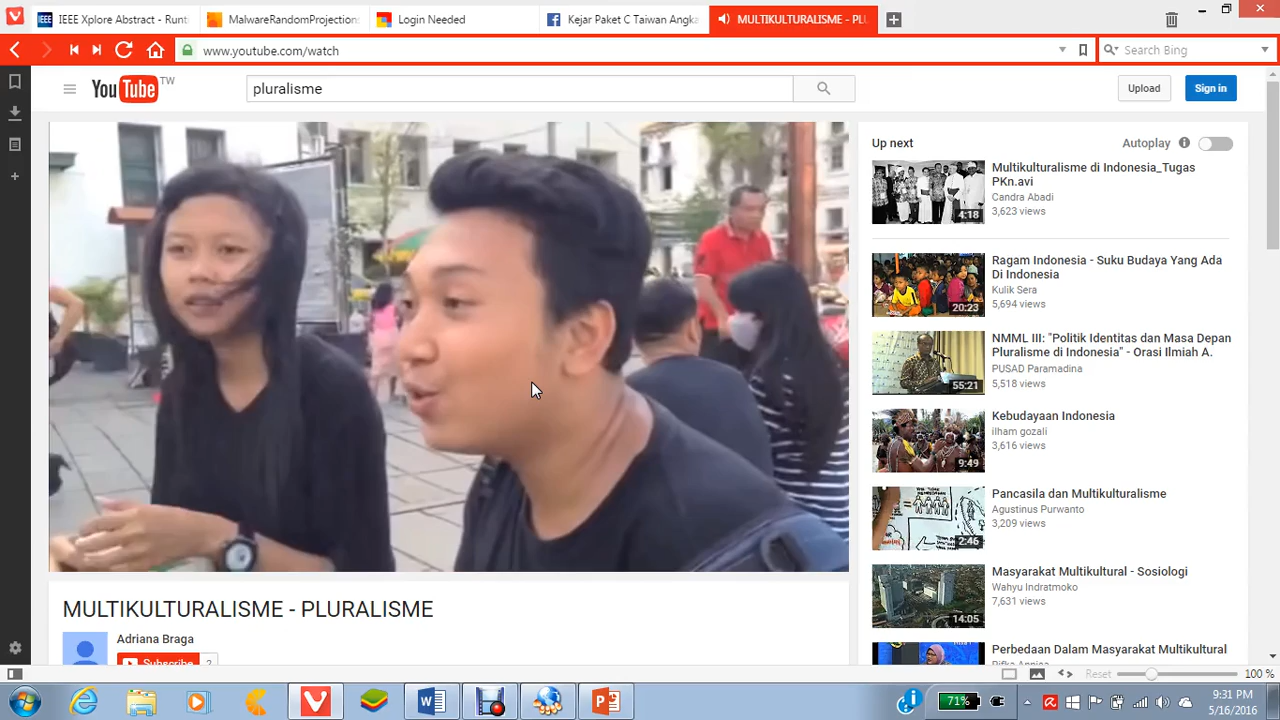 IEEE Xplore Abstract - Runti
MalwareRandomProjections
Login Needed
Kejar Paket C Taiwan Angka
MULTIKULTURALISME - PLU
www.youtube.com/watch
Search Bing
YouTube TW
pluralisme
Upload
Sign in
Up next
Autoplay
Multikulturalisme di Indonesia_Tugas
PKn.avi
Candra Abadi
3,623 views
4:18
Ragam Indonesia - Suku Budaya Yang Ada
Di Indonesia
Kulik Sera
5,694 views
20:23
NMML III: "Politik Identitas dan Masa Depan
Pluralisme di Indonesia" - Orasi Ilmiah A.
PUSAD Paramadina
5,518 views
55:21
Kebudayaan Indonesia
ilham gozali
3,616 views
9:49
Pancasila dan Multikulturalisme
Agustinus Purwanto
3,209 views
2:46
Masyarakat Multikultural - Sosiologi
Wahyu Indratmoko
7,631 views
14:05
Perbedaan Dalam Masyarakat Multikultural
MULTIKULTURALISME - PLURALISME
Adriana Braga
Subscribe
2
Reset
100 %
71%
9:31 PM
5/16/2016